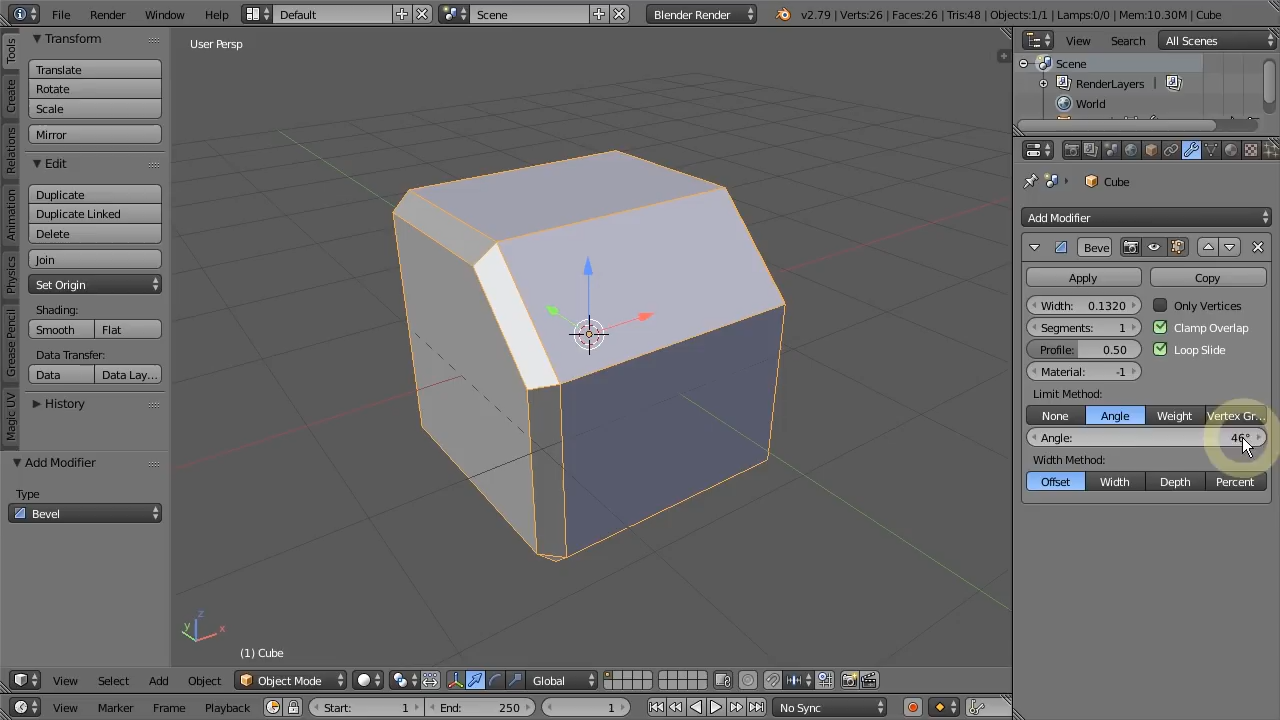 File Render Window Help Default Scene Blender Render v2.79 | Verts:26 | Faces:26 | Tris:48 | Objects:1/1 | Lamps:0/0 | Mem:10.30M | Cube
Tools
Create
Relations
Animation
Physics
Grease Pencil
Magic UV
Transform
Translate
Rotate
Scale
Mirror
Edit
Duplicate
Duplicate Linked
Delete
Join
Set Origin
Shading:
Smooth Flat
Data Transfer:
Data Data Lay...
History
Add Modifier
Type
Bevel
User Persp
z
y x
(1) Cube
View Search All Scenes
Scene
RenderLayers
World
Cube
Add Modifier
Beve
Apply Copy
Width: 0.1320 Only Vertices
Segments: 1 Clamp Overlap
Profile: 0.50 Loop Slide
Material: -1
Limit Method:
None Angle Weight Vertex Gr...
Angle: 46°
Width Method:
Offset Width Depth Percent
View Select Add Object Object Mode Global
View Marker Frame Playback Start: 1 End: 250 1 No Sync